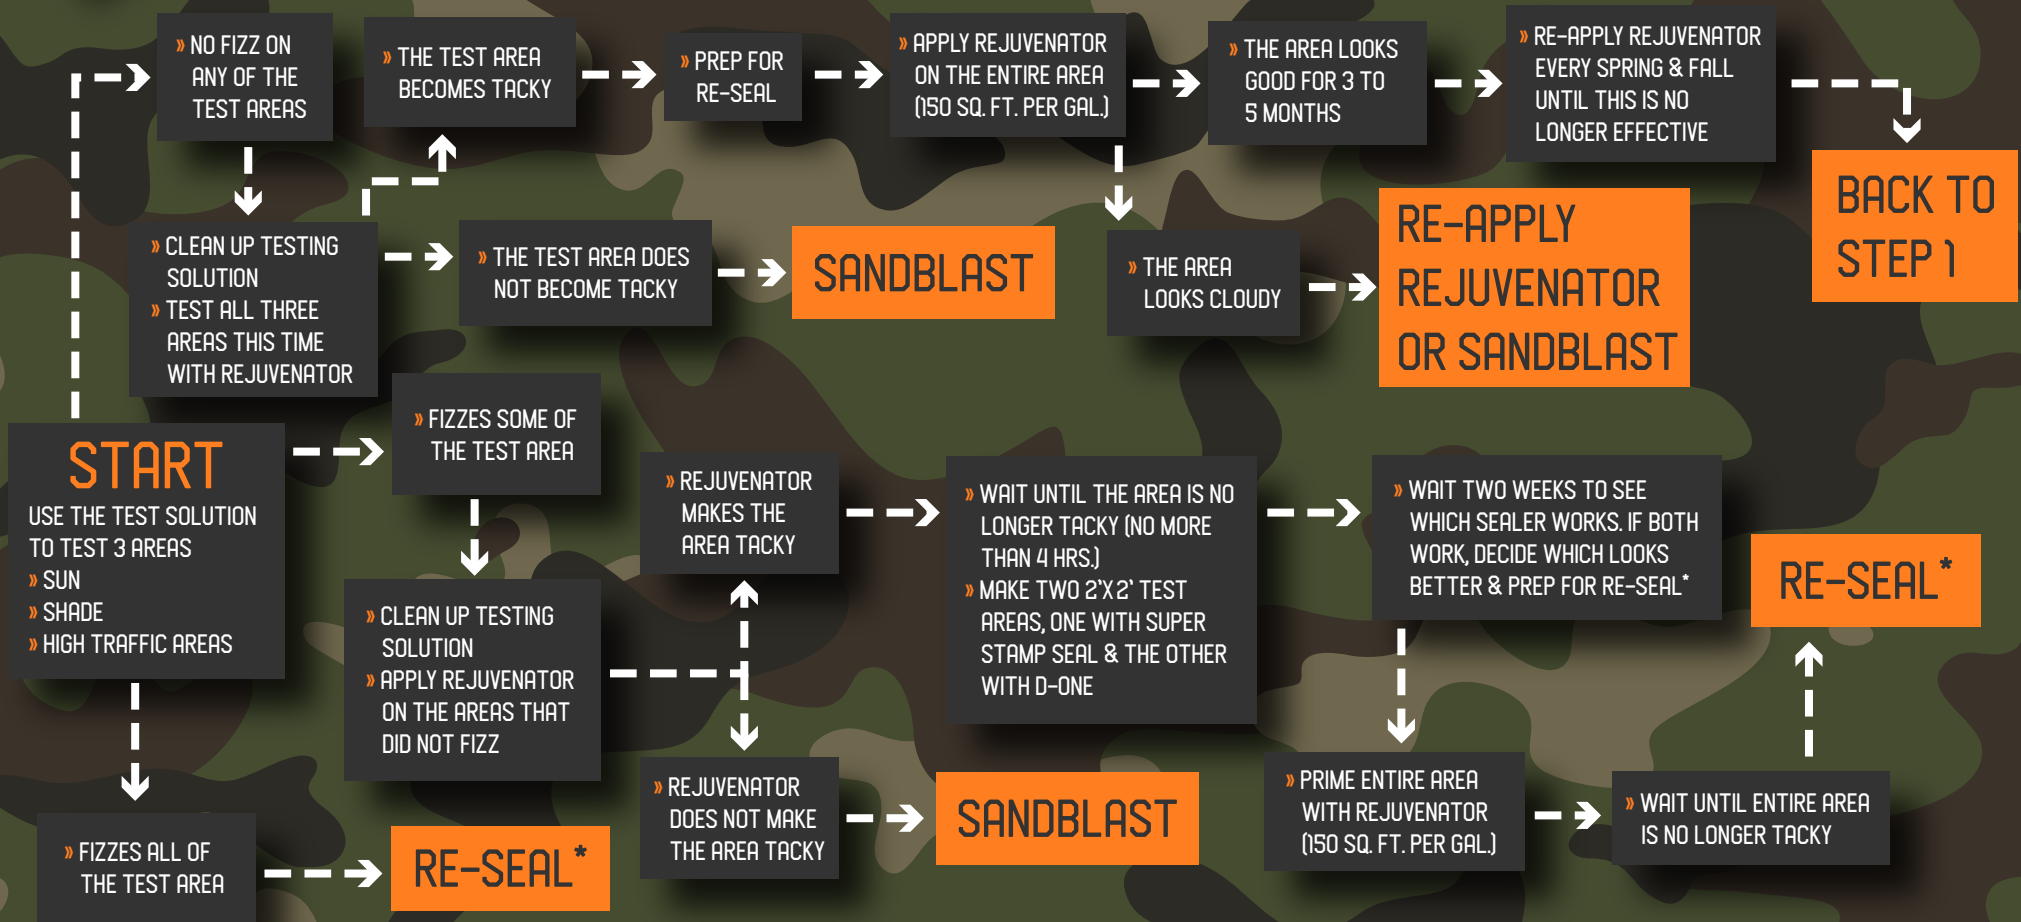 » NO FIZZ ON
ANY OF THE
TEST AREAS
» THE TEST AREA
BECOMES TACKY
» PREP FOR
RE-SEAL
» APPLY REJUVENATOR
ON THE ENTIRE AREA
(150 SQ. FT. PER GAL.)
» THE AREA LOOKS
GOOD FOR 3 TO
5 MONTHS
» RE-APPLY REJUVENATOR
EVERY SPRING & FALL
UNTIL THIS IS NO
LONGER EFFECTIVE
BACK TO
STEP 1
» CLEAN UP TESTING
SOLUTION
» TEST ALL THREE
AREAS THIS TIME
WITH REJUVENATOR
» THE TEST AREA DOES
NOT BECOME TACKY
SANDBLAST
» THE AREA
LOOKS CLOUDY
RE-APPLY
REJUVENATOR
OR SANDBLAST
START
USE THE TEST SOLUTION
TO TEST 3 AREAS
» SUN
» SHADE
» HIGH TRAFFIC AREAS
» FIZZES SOME OF
THE TEST AREA
» CLEAN UP TESTING
SOLUTION
» APPLY REJUVENATOR
ON THE AREAS THAT
DID NOT FIZZ
» REJUVENATOR
MAKES THE
AREA TACKY
» WAIT UNTIL THE AREA IS NO
LONGER TACKY (NO MORE
THAN 4 HRS.)
» MAKE TWO 2'X2' TEST
AREAS, ONE WITH SUPER
STAMP SEAL & THE OTHER
WITH D-ONE
» WAIT TWO WEEKS TO SEE
WHICH SEALER WORKS. IF BOTH
WORK, DECIDE WHICH LOOKS
BETTER & PREP FOR RE-SEAL*
RE-SEAL*
» REJUVENATOR
DOES NOT MAKE
THE AREA TACKY
SANDBLAST
» PRIME ENTIRE AREA
WITH REJUVENATOR
(150 SQ. FT. PER GAL.)
» WAIT UNTIL ENTIRE AREA
IS NO LONGER TACKY
» FIZZES ALL OF
THE TEST AREA
RE-SEAL*